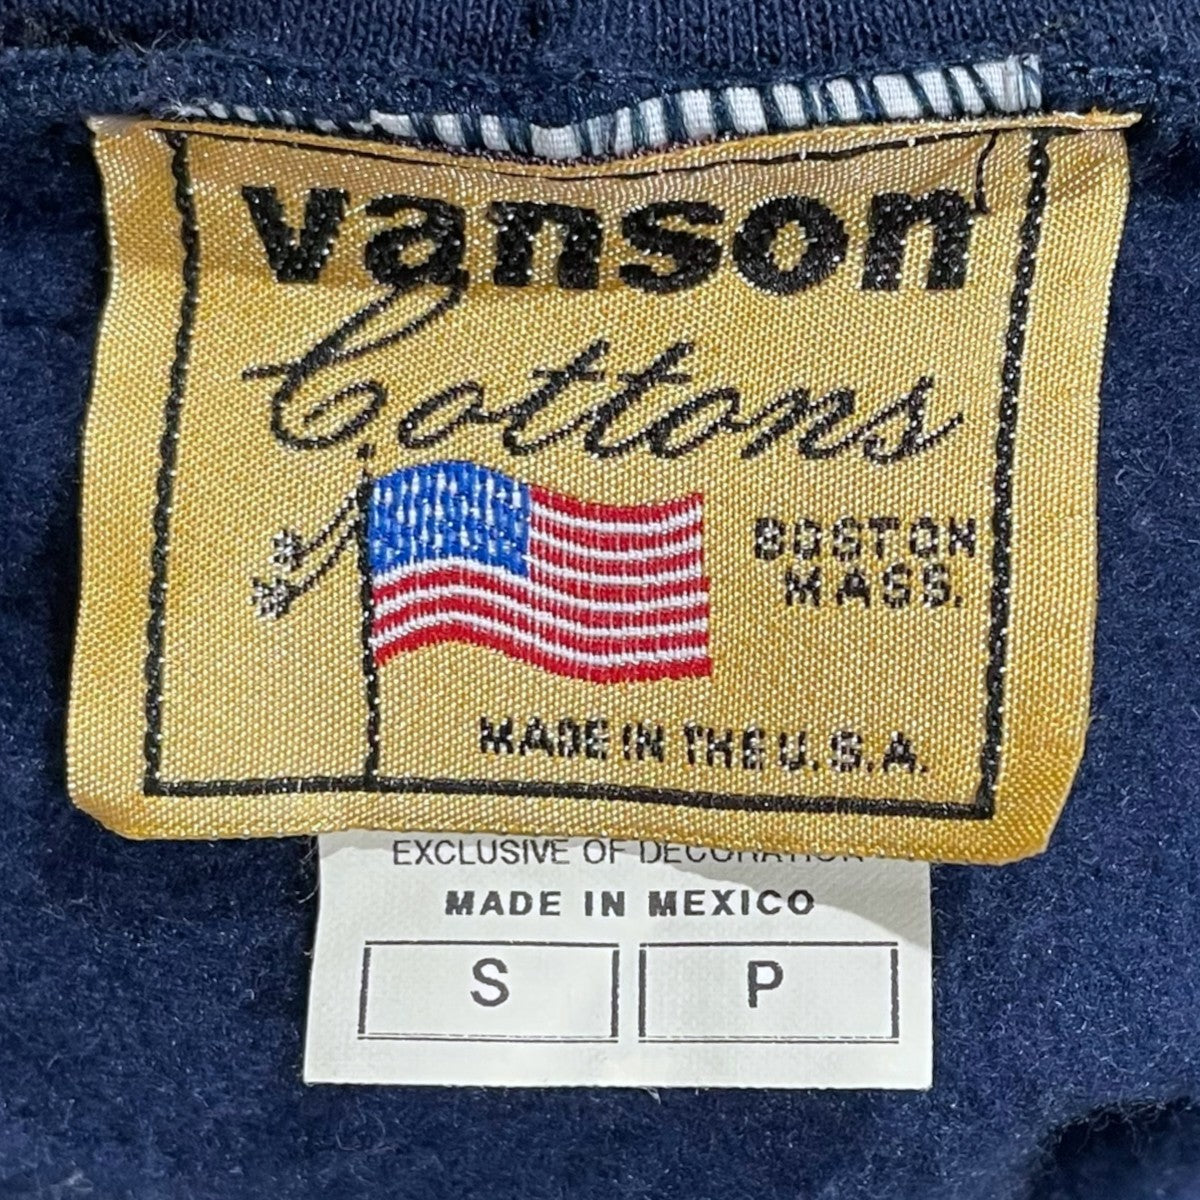 vanson
Cottons
BOSTON
MASS.
MADE IN THE U.S.A.
EXCLUSIVE OF DECORATION
MADE IN MEXICO
S P